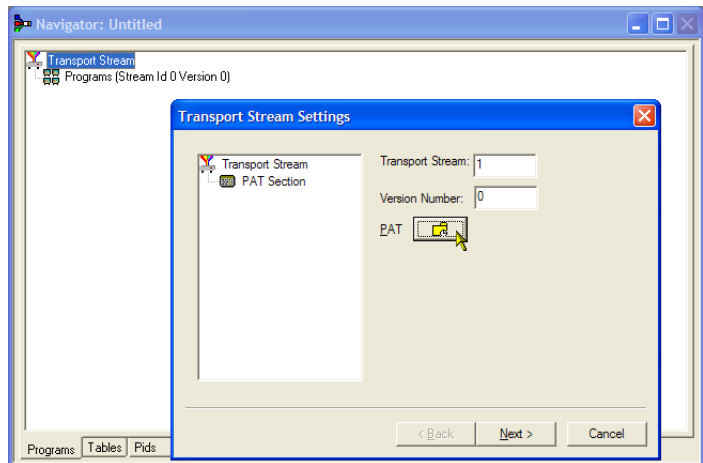 Navigator: Untitled
Transport Stream
Programs (Stream Id 0 Version 0)
Transport Stream Settings
Transport Stream
PAT Section
Transport Stream: 1
Version Number: 0
PAT
< Back
Next >
Cancel
Programs
Tables
Pids